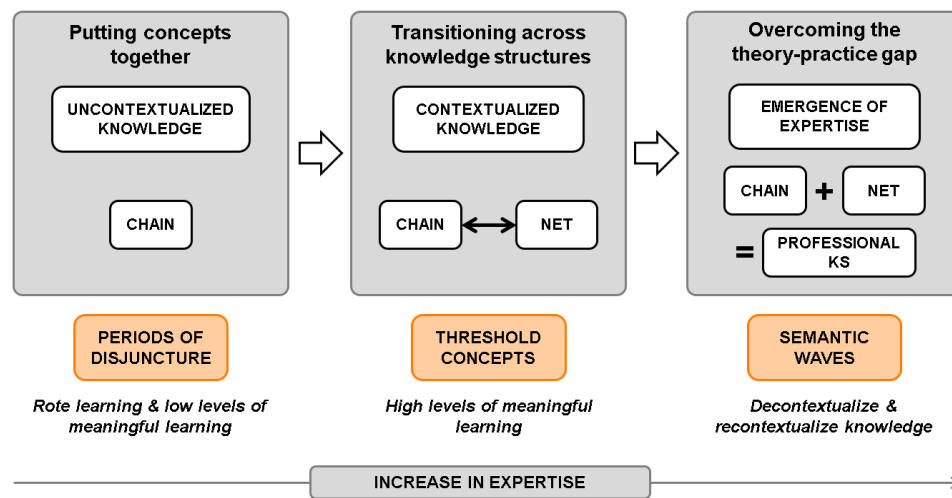 Putting concepts
together
UNCONTEXTUALIZED
KNOWLEDGE
CHAIN
Transitioning across
knowledge structures
CONTEXTUALIZED
KNOWLEDGE
CHAIN
NET
Overcoming the
theory-practice gap
EMERGENCE OF
EXPERTISE
CHAIN + NET
= PROFESSIONAL
KS
PERIODS OF
DISJUNCTURE
Rote learning & low levels of
meaningful learning
THRESHOLD
CONCEPTS
High levels of meaningful
learning
SEMANTIC
WAVES
Decontextualize &
recontextualize knowledge
INCREASE IN EXPERTISE